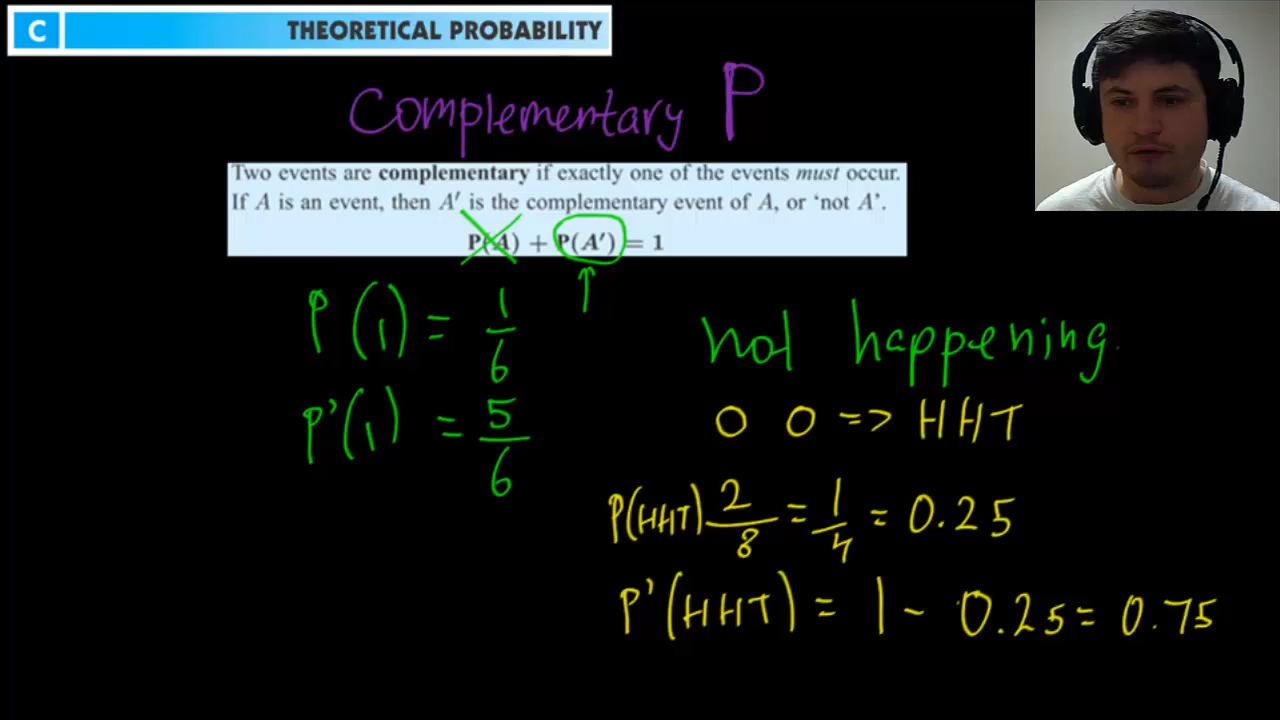 C THEORETICAL PROBABILITY
Complementary P
Two events are complementary if exactly one of the events must occur.
If A is an event, then A′ is the complementary event of A, or ‘not A’.
P(A) + P(A′) = 1
P(1) = 1/6 ↑
P'(1) = 5/6
not happening.
O O => HHT
P(HHT) 2/8 = 1/4 = 0.25
P'(HHT) = 1 - 0.25 = 0.75